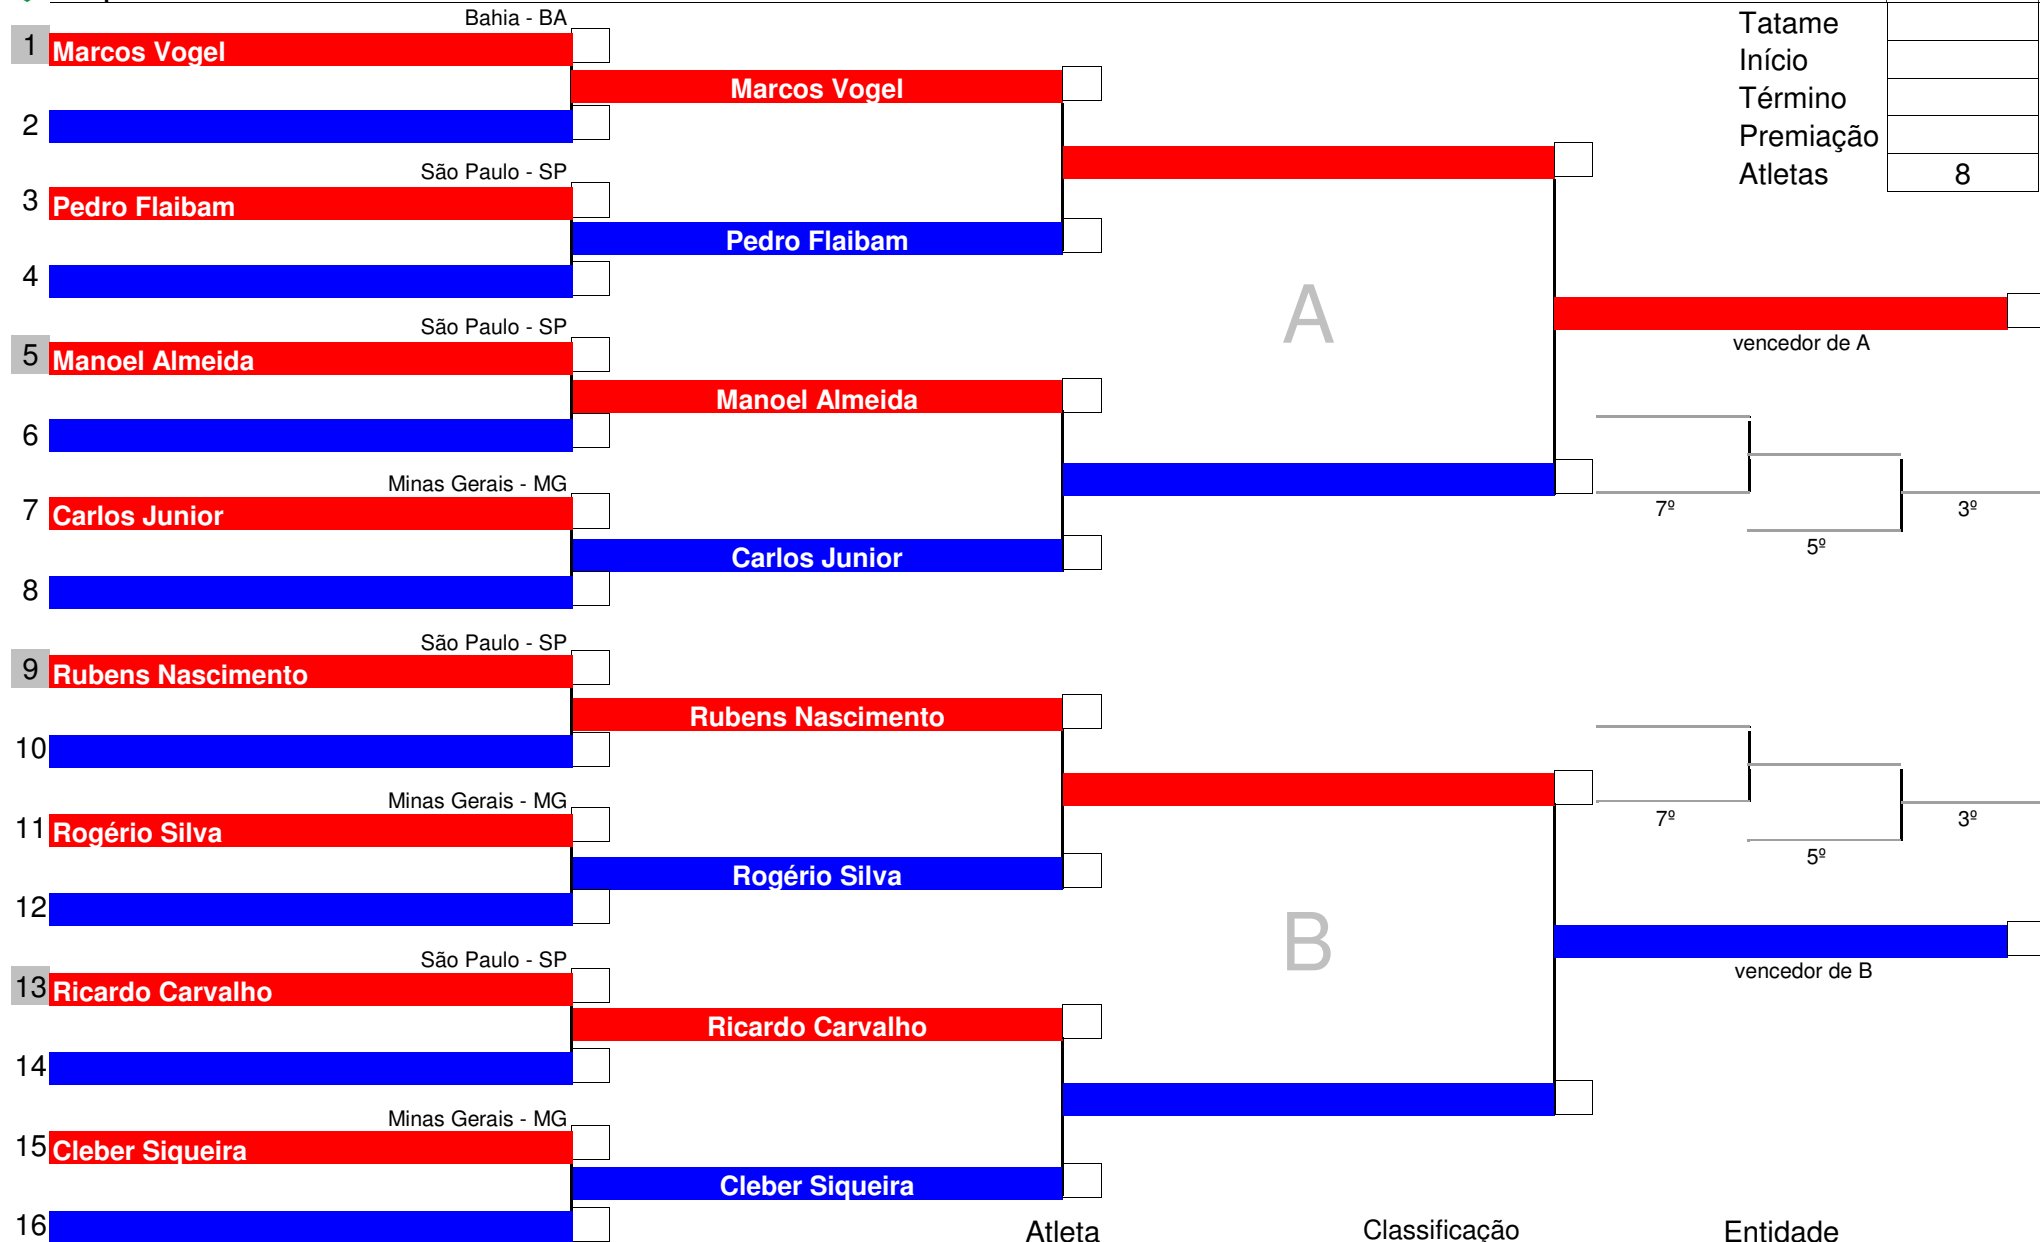 Bahia - BA
1 Marcos Vogel
Marcos Vogel
2
São Paulo - SP
3 Pedro Flaibam
Pedro Flaibam
4
São Paulo - SP
5 Manoel Almeida
Manoel Almeida
6
Minas Gerais - MG
7 Carlos Junior
Carlos Junior
8
São Paulo - SP
9 Rubens Nascimento
Rubens Nascimento
10
Minas Gerais - MG
11 Rogério Silva
Rogério Silva
12
São Paulo - SP
13 Ricardo Carvalho
Ricardo Carvalho
14
Minas Gerais - MG
15 Cleber Siqueira
Cleber Siqueira
16
A
B
Tatame
Início
Término
Premiação
Atletas 8
vencedor de A
7º
5º
3º
7º
5º
3º
vencedor de B
Atleta Classificação Entidade